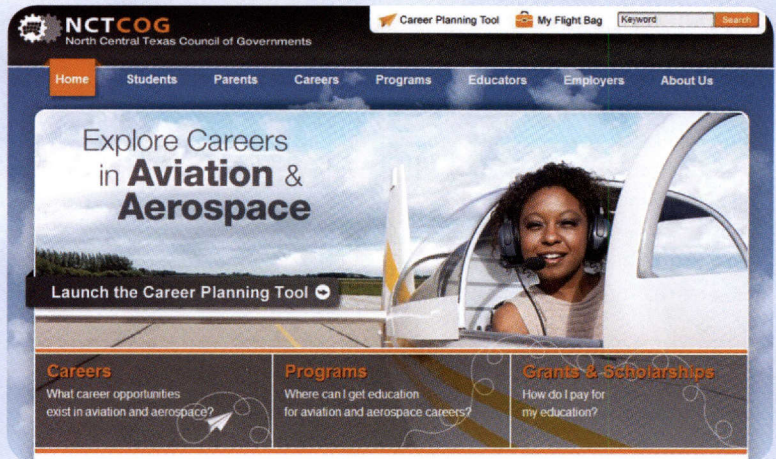 NCTCOG
North Central Texas Council of Governments
Career Planning Tool My Flight Bag Keyword Search
Home Students Parents Careers Programs Educators Employers About Us
Explore Careers
in Aviation &
Aerospace
Launch the Career Planning Tool
Careers
What career opportunities
exist in aviation and aerospace?
Programs
Where can I get education
for aviation and aerospace careers?
Grants & Scholarships
How do I pay for
my education?